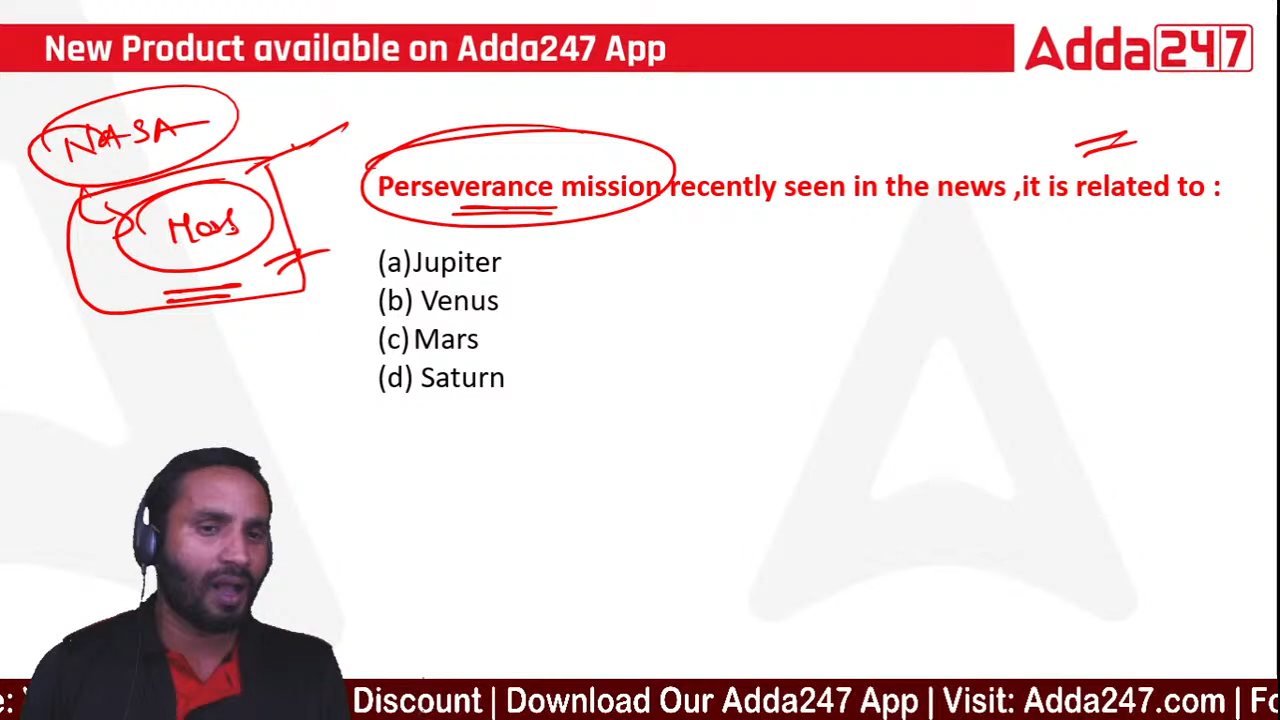 New Product available on Adda247 App
Adda247
NASA
Mars
Perseverance mission recently seen in the news ,it is related to :
(a)Jupiter
(b) Venus
(c) Mars
(d) Saturn
Discount | Download Our Adda247 App | Visit: Adda247.com |